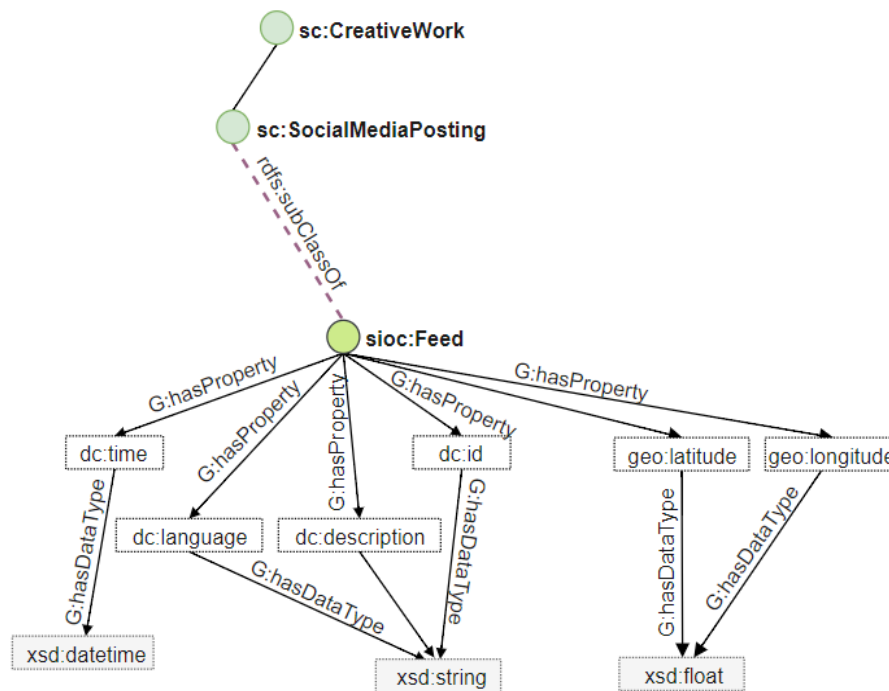 sc:CreativeWork
sc:SocialMediaPosting
rdfs:subClassOf
sioc:Feed
G:hasProperty
G:hasProperty
G:hasProperty
G:hasProperty
G:hasProperty
dc:time
dc:id
geo:latitude
geo:longitude
dc:language
dc:description
G:hasDataType
G:hasDataType
G:hasDataType
G:hasDataType
G:hasDataType
xsd:datetime
xsd:string
xsd:float